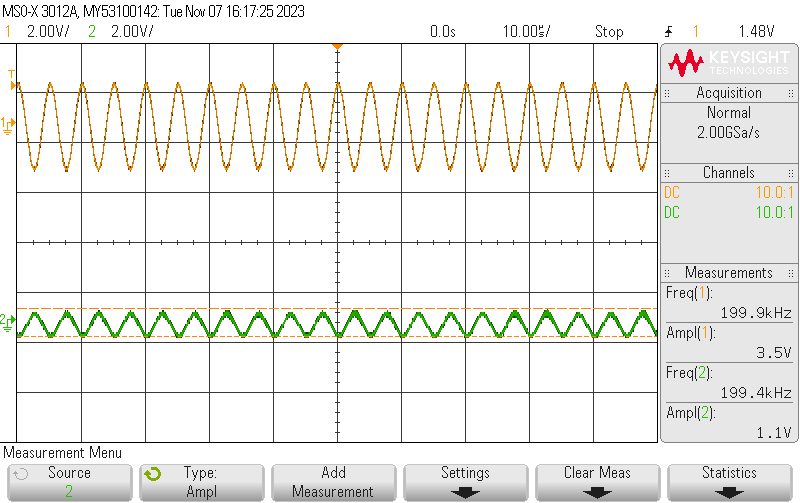 MSO-X 3012A, MY53100142: Tue Nov 07 16:17:25 2023
1 2.00V/ 2 2.00V/ 0.0s 10.00us/ Stop 1 1.48V
KEYSIGHT
TECHNOLOGIES
Acquisition
Normal
2.00GSa/s
Channels
DC 10.0:1
DC 10.0:1
Measurements
Freq(1):
199.9kHz
Ampl(1):
3.5V
Freq(2):
199.4kHz
Ampl(2):
1.1V
T
1
2
Measurement Menu
Source
2
Type:
Ampl
Add
Measurement
Settings
Clear Meas
Statistics